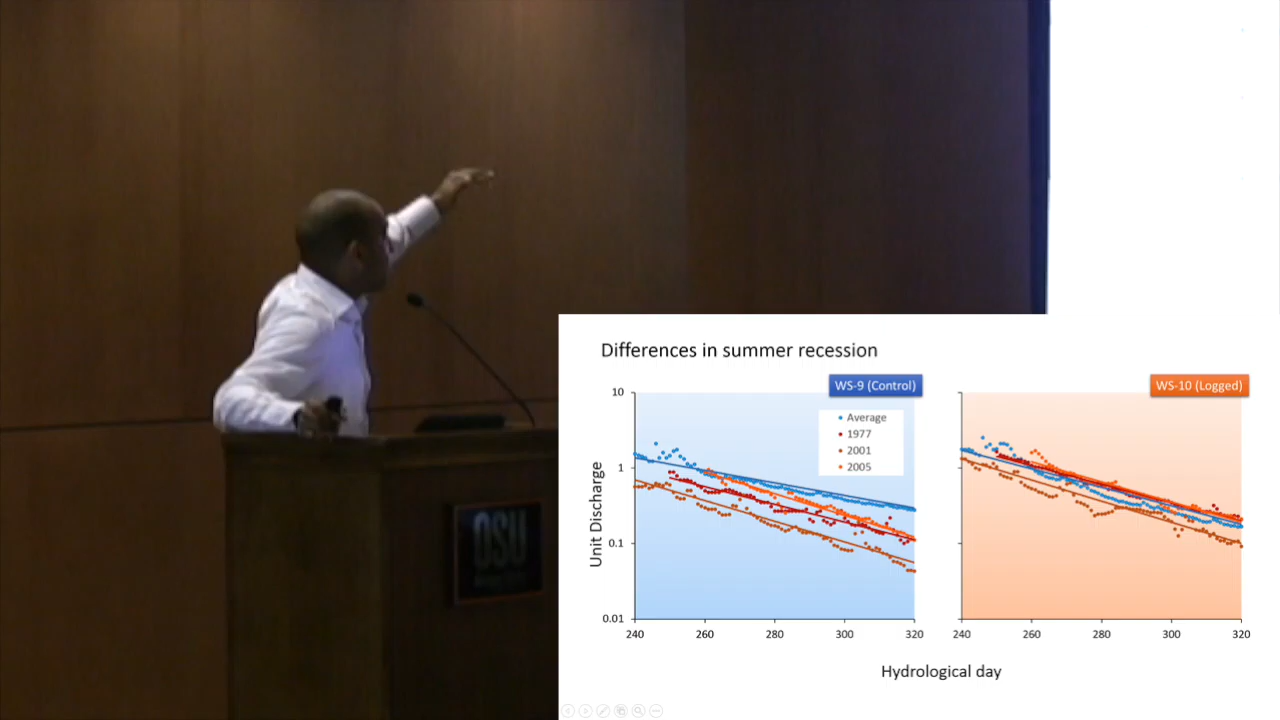 OSU
Differences in summer recession
WS-9 (Control)
WS-10 (Logged)
Average
1977
2001
2005
Unit Discharge
10
1
0.1
0.01
240 260 280 300 320
240 260 280 300 320
Hydrological day